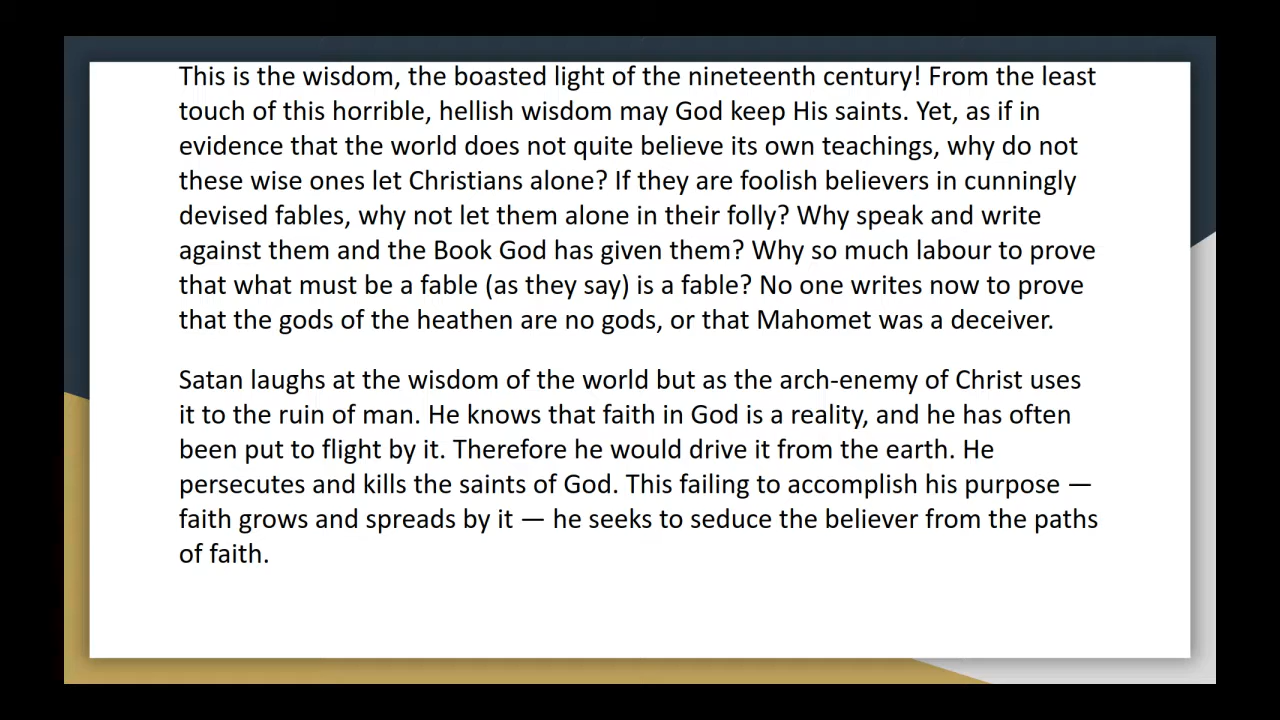 This is the wisdom, the boasted light of the nineteenth century! From the least
touch of this horrible, hellish wisdom may God keep His saints. Yet, as if in
evidence that the world does not quite believe its own teachings, why do not
these wise ones let Christians alone? If they are foolish believers in cunningly
devised fables, why not let them alone in their folly? Why speak and write
against them and the Book God has given them? Why so much labour to prove
that what must be a fable (as they say) is a fable? No one writes now to prove
that the gods of the heathen are no gods, or that Mahomet was a deceiver.
Satan laughs at the wisdom of the world but as the arch-enemy of Christ uses
it to the ruin of man. He knows that faith in God is a reality, and he has often
been put to flight by it. Therefore he would drive it from the earth. He
persecutes and kills the saints of God. This failing to accomplish his purpose —
faith grows and spreads by it — he seeks to seduce the believer from the paths
of faith.